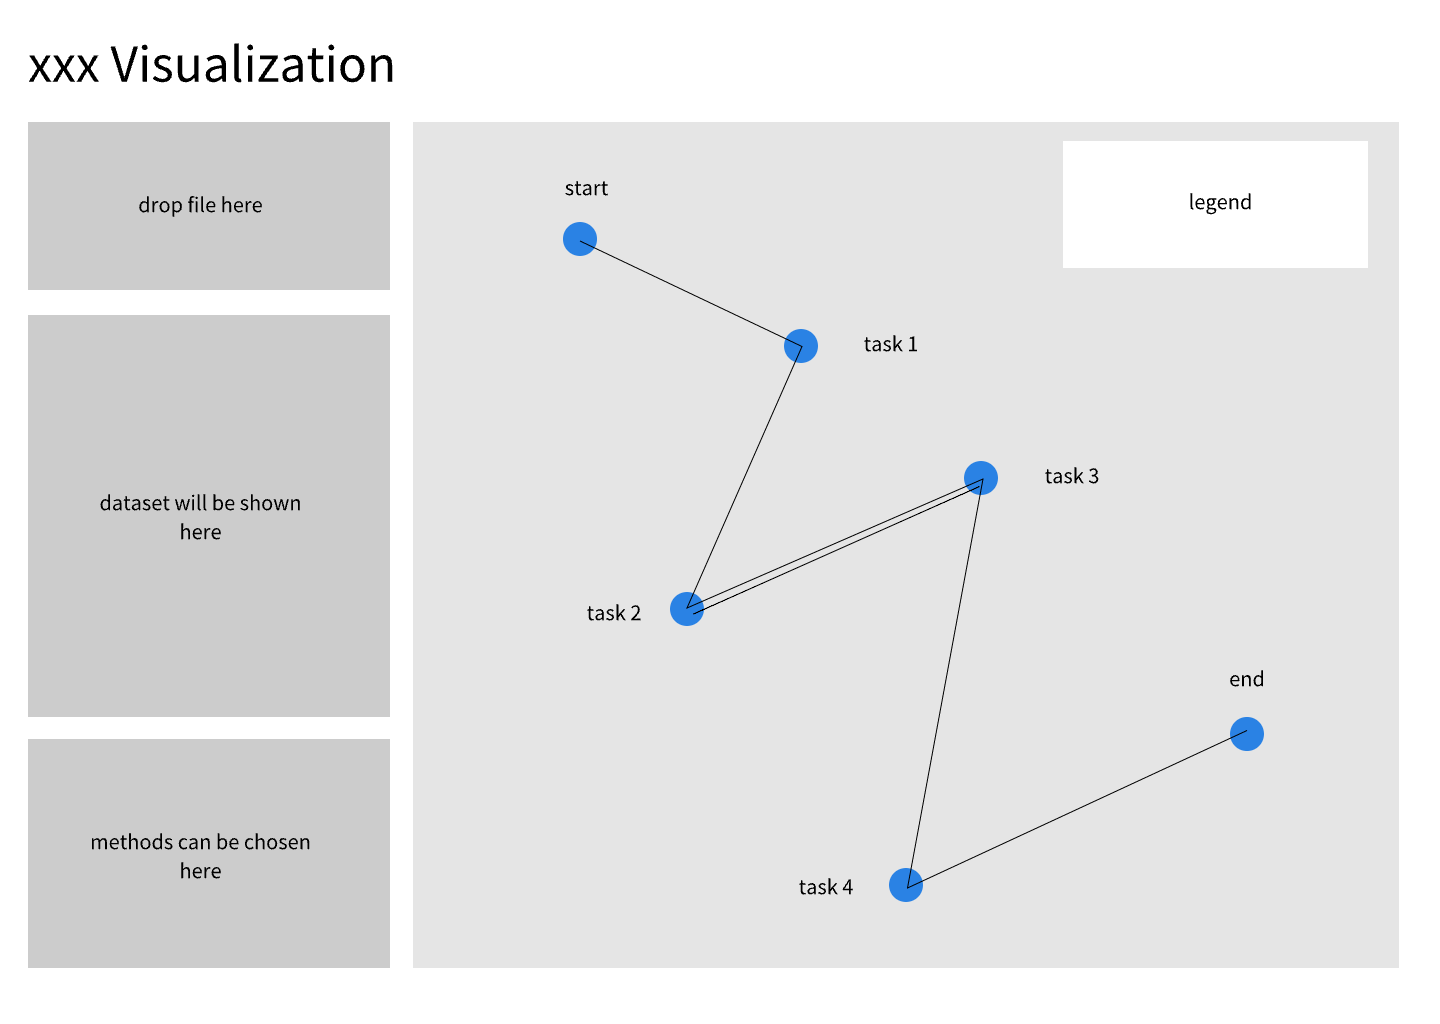 xxx Visualization
drop file here
dataset will be shown
here
methods can be chosen
here
start
legend
task 1
task 3
task 2
end
task 4